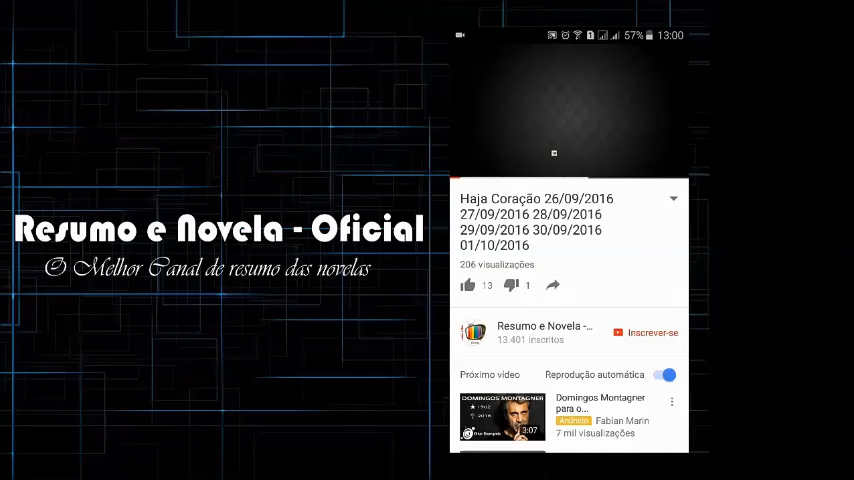 Resumo e Novela - Oficial
O Melhor Canal de resumo das novelas
57% 13:00
Haja Coração 26/09/2016
27/09/2016 28/09/2016
29/09/2016 30/09/2016
01/10/2016
206 visualizações
13 1
Resumo e Novela -...
13.401 inscritos
Inscrever-se
Próximo vídeo Reprodução automática
DOMINGOS MONTAGNER
1962
2016
3:07
Domingos Montagner
para o...
Anúncio Fabian Marin
7 mil visualizações